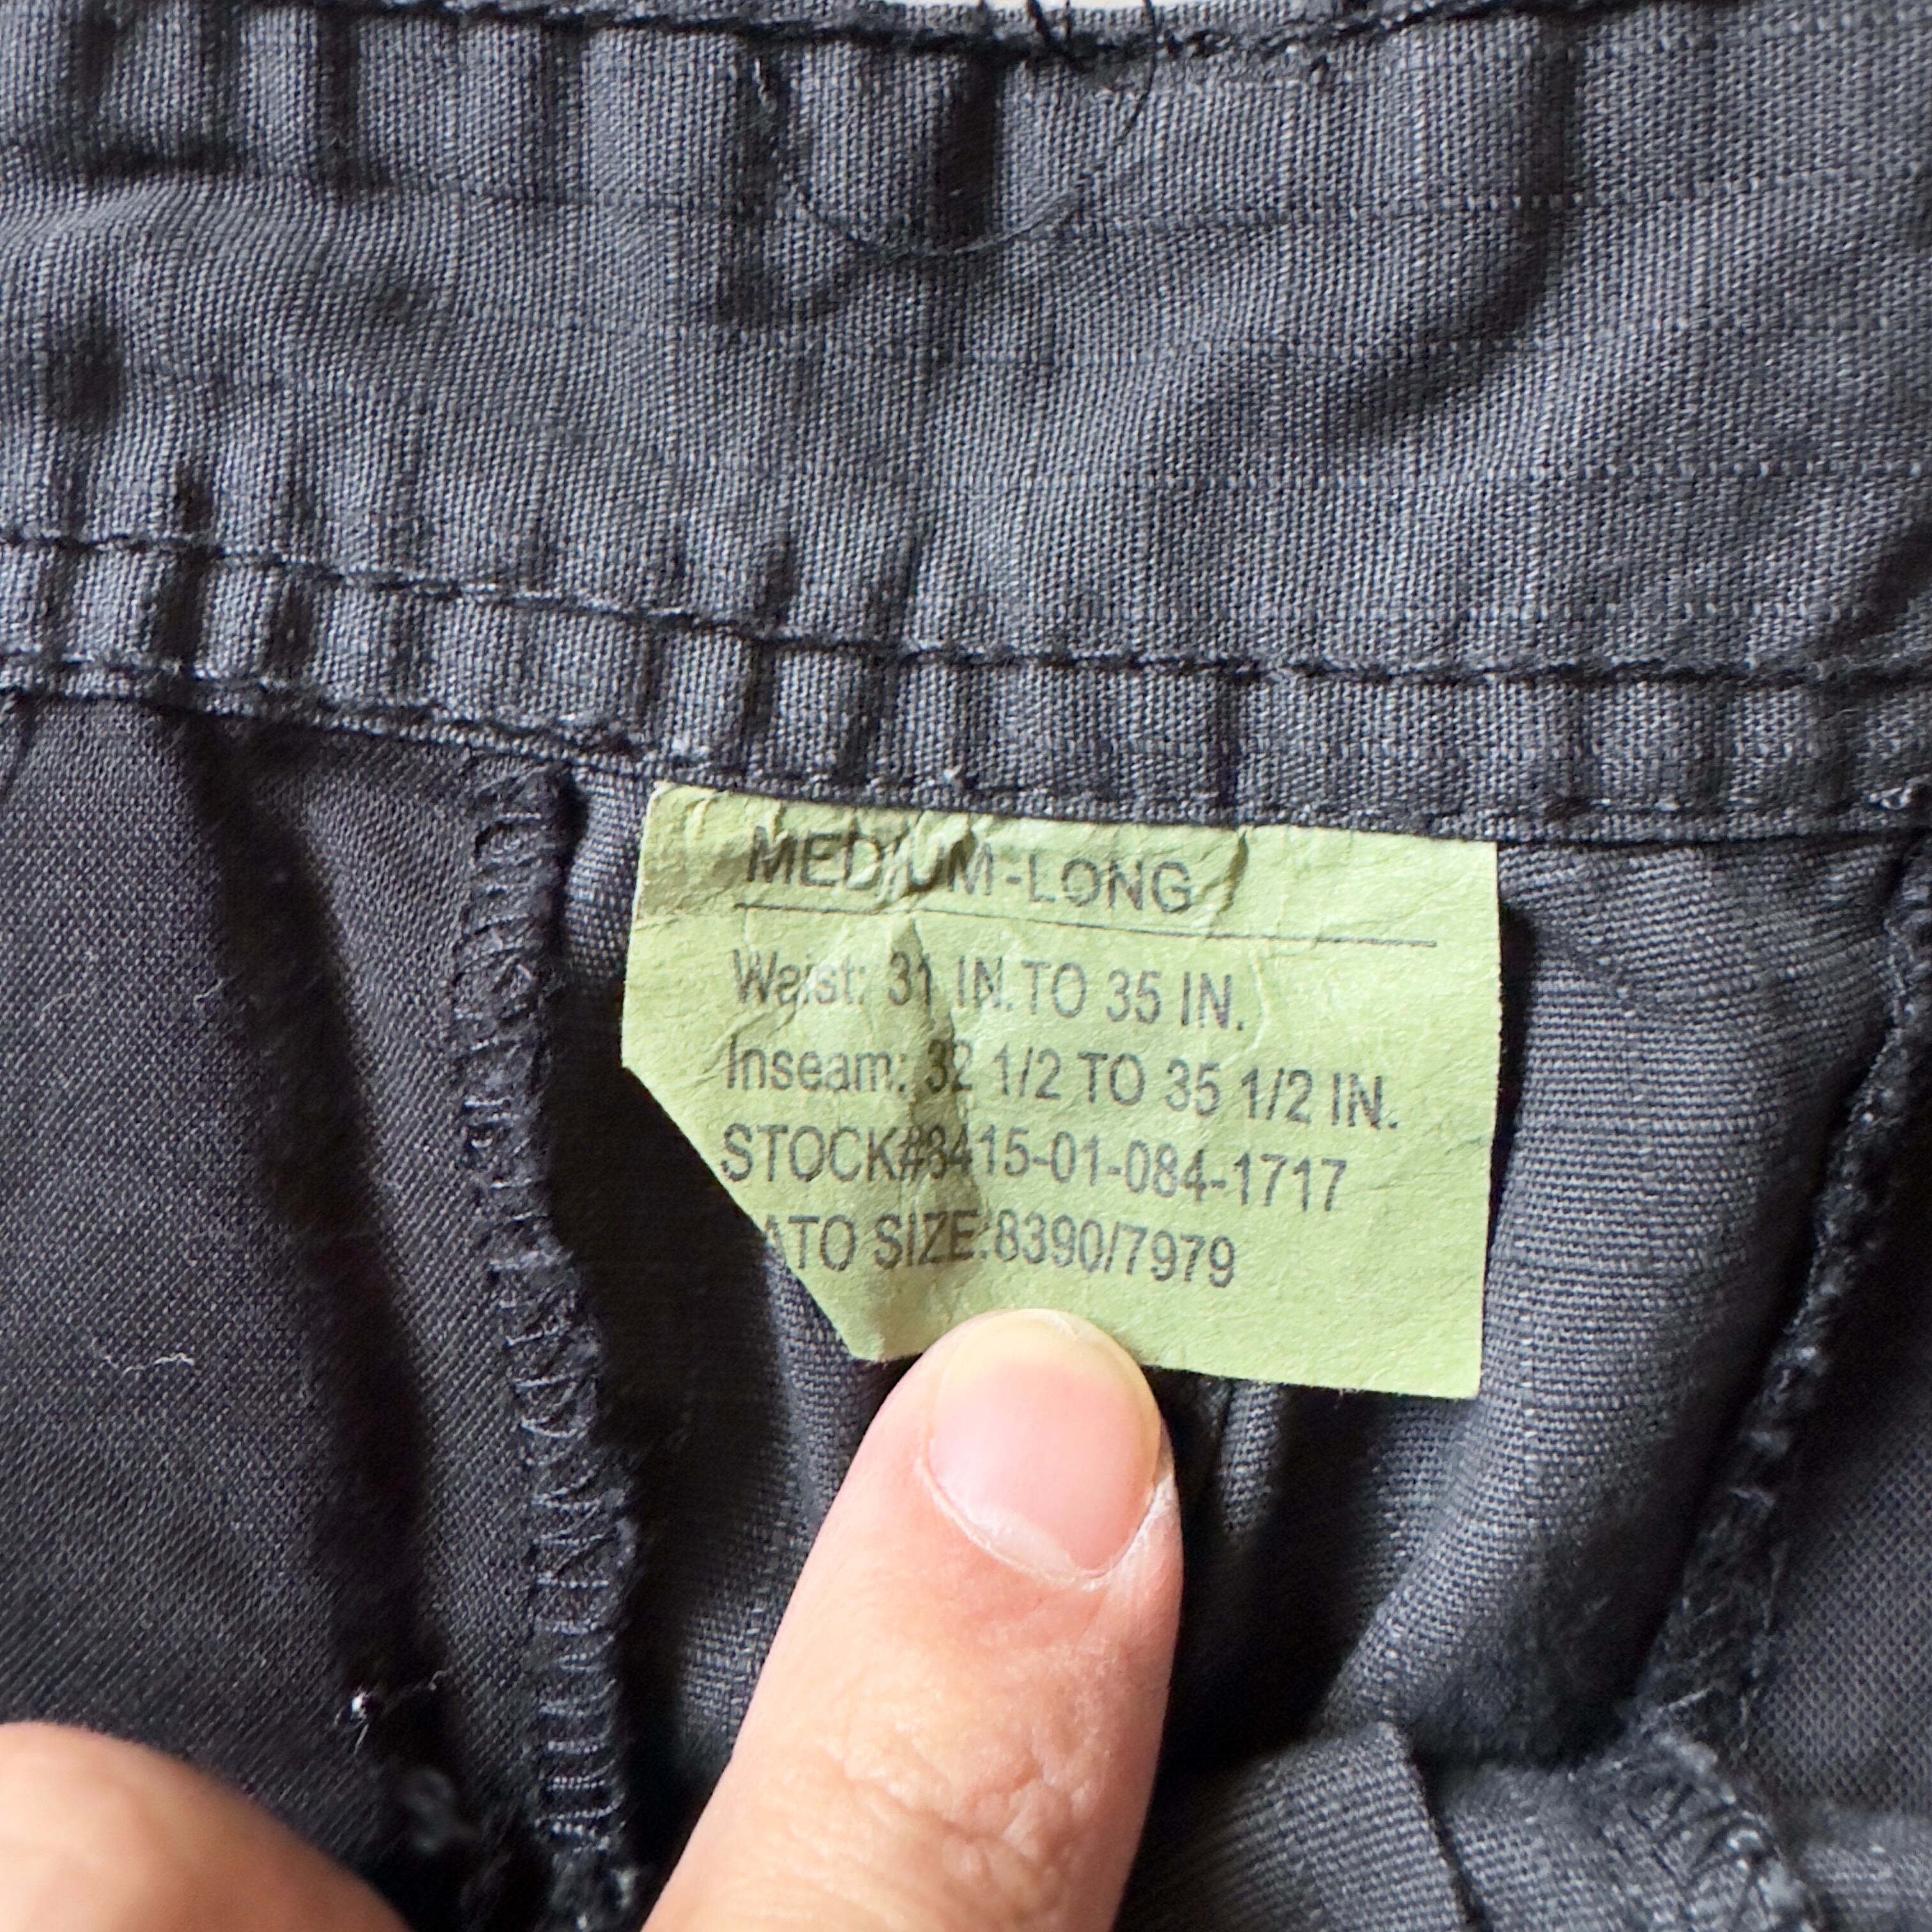 MEDIUM-LONG
Waist: 31 IN.TO 35 IN.
Inseam: 32 1/2 TO 35 1/2 IN.
STOCK#8415-01-084-1717
ATO SIZE:8390/7979